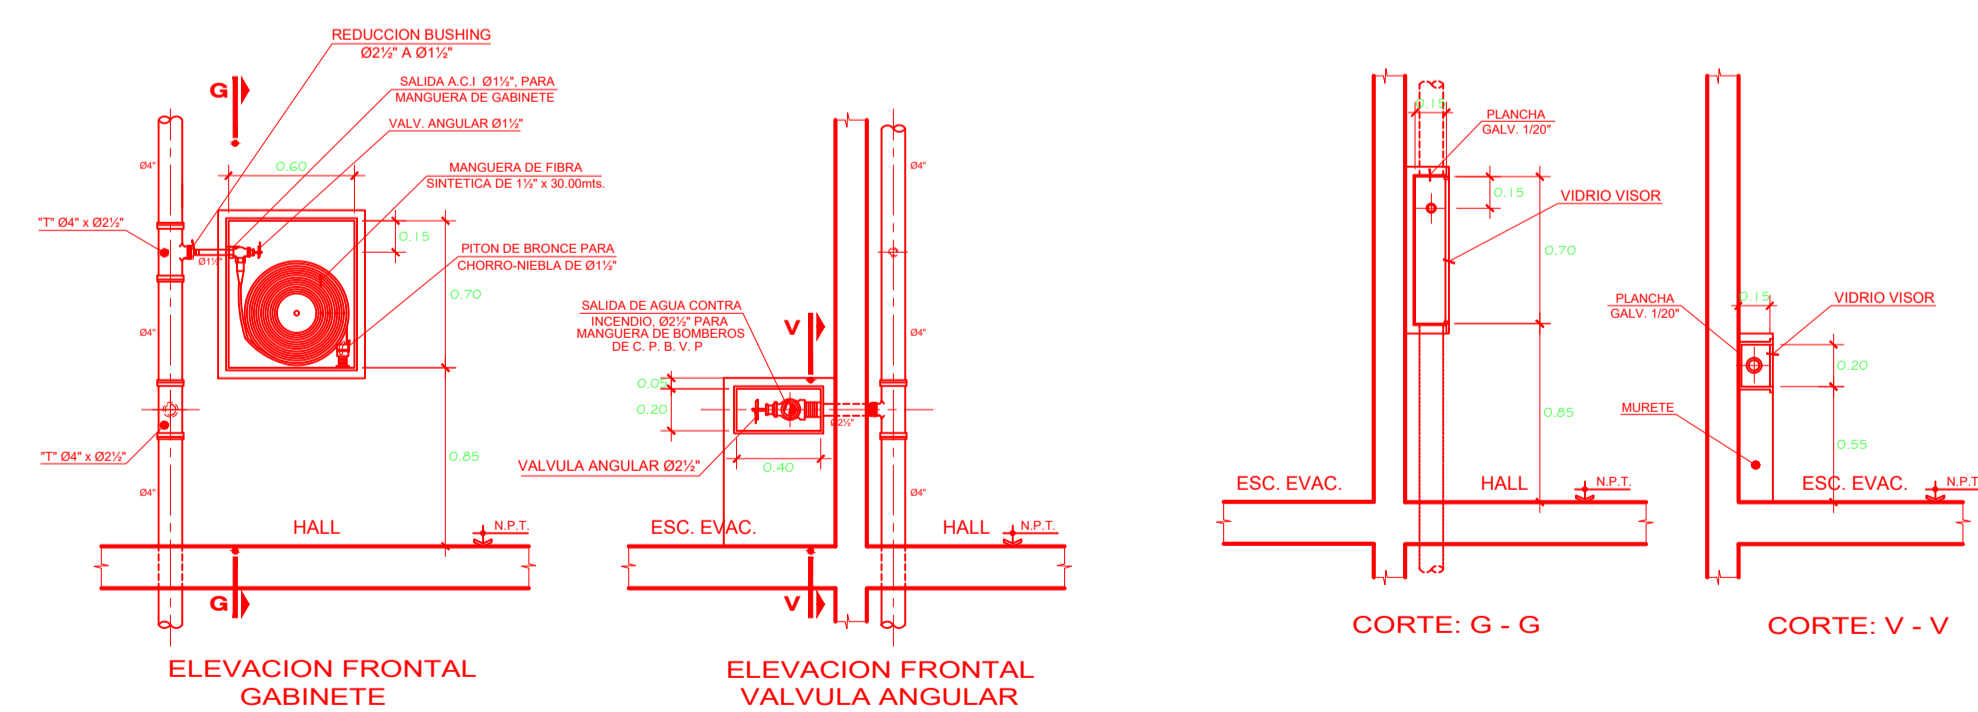 REDUCCION BUSHING
Ø2½" A Ø1½"
G
SALIDA A.C.I Ø1½", PARA
MANGUERA DE GABINETE
VALV. ANGULAR Ø1½"
Ø4"
0.60
MANGUERA DE FIBRA
SINTETICA DE 1½" x 30.00mts.
"T" Ø4" x Ø2½"
Ø1½"
0.15
PITON DE BRONCE PARA
CHORRO-NIEBLA DE Ø1½"
0.70
Ø4"
"T" Ø4" x Ø2½"
0.85
Ø4"
HALL
N.P.T.
G
ELEVACION FRONTAL
GABINETE
Ø4"
SALIDA DE AGUA CONTRA
INCENDIO, Ø2½" PARA
MANGUERA DE BOMBEROS
DE C. P. B. V. P
V
Ø4"
0.05
0.20
Ø2½"
VALVULA ANGULAR Ø2½"
0.40
Ø4"
ESC. EVAC.
HALL
N.P.T.
V
ELEVACION FRONTAL
VALVULA ANGULAR
0.15
PLANCHA
GALV. 1/20"
0.15
VIDRIO VISOR
0.70
0.85
ESC. EVAC.
HALL
N.P.T.
CORTE: G - G
PLANCHA
GALV. 1/20"
0.15
VIDRIO VISOR
0.20
MURETE
0.55
ESC. EVAC.
N.P.T.
CORTE: V - V